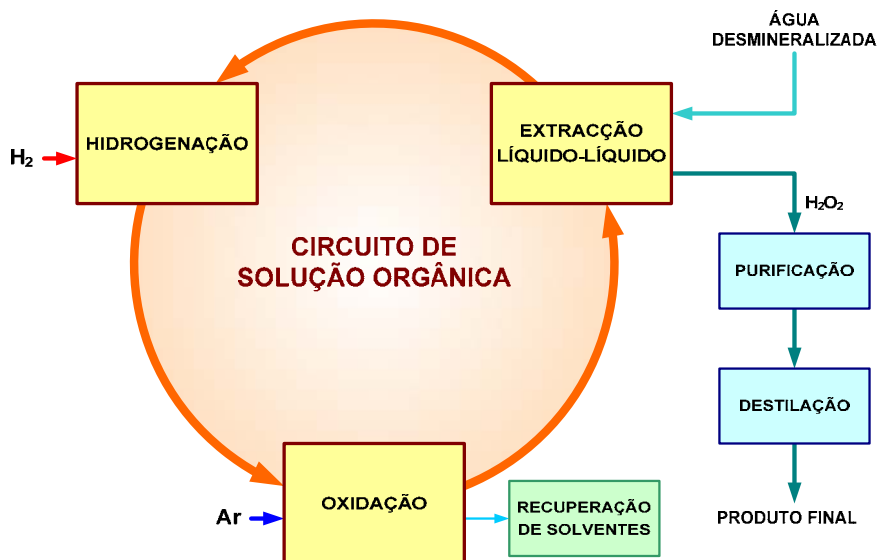 ÁGUA
DESMINERALIZADA
HIDROGENAÇÃO
EXTRACÇÃO
LÍQUIDO-LÍQUIDO
H₂
H₂O₂
CIRCUITO DE
SOLUÇÃO ORGÂNICA
PURIFICAÇÃO
DESTILAÇÃO
OXIDAÇÃO
Ar
RECUPERAÇÃO
DE SOLVENTES
PRODUTO FINAL